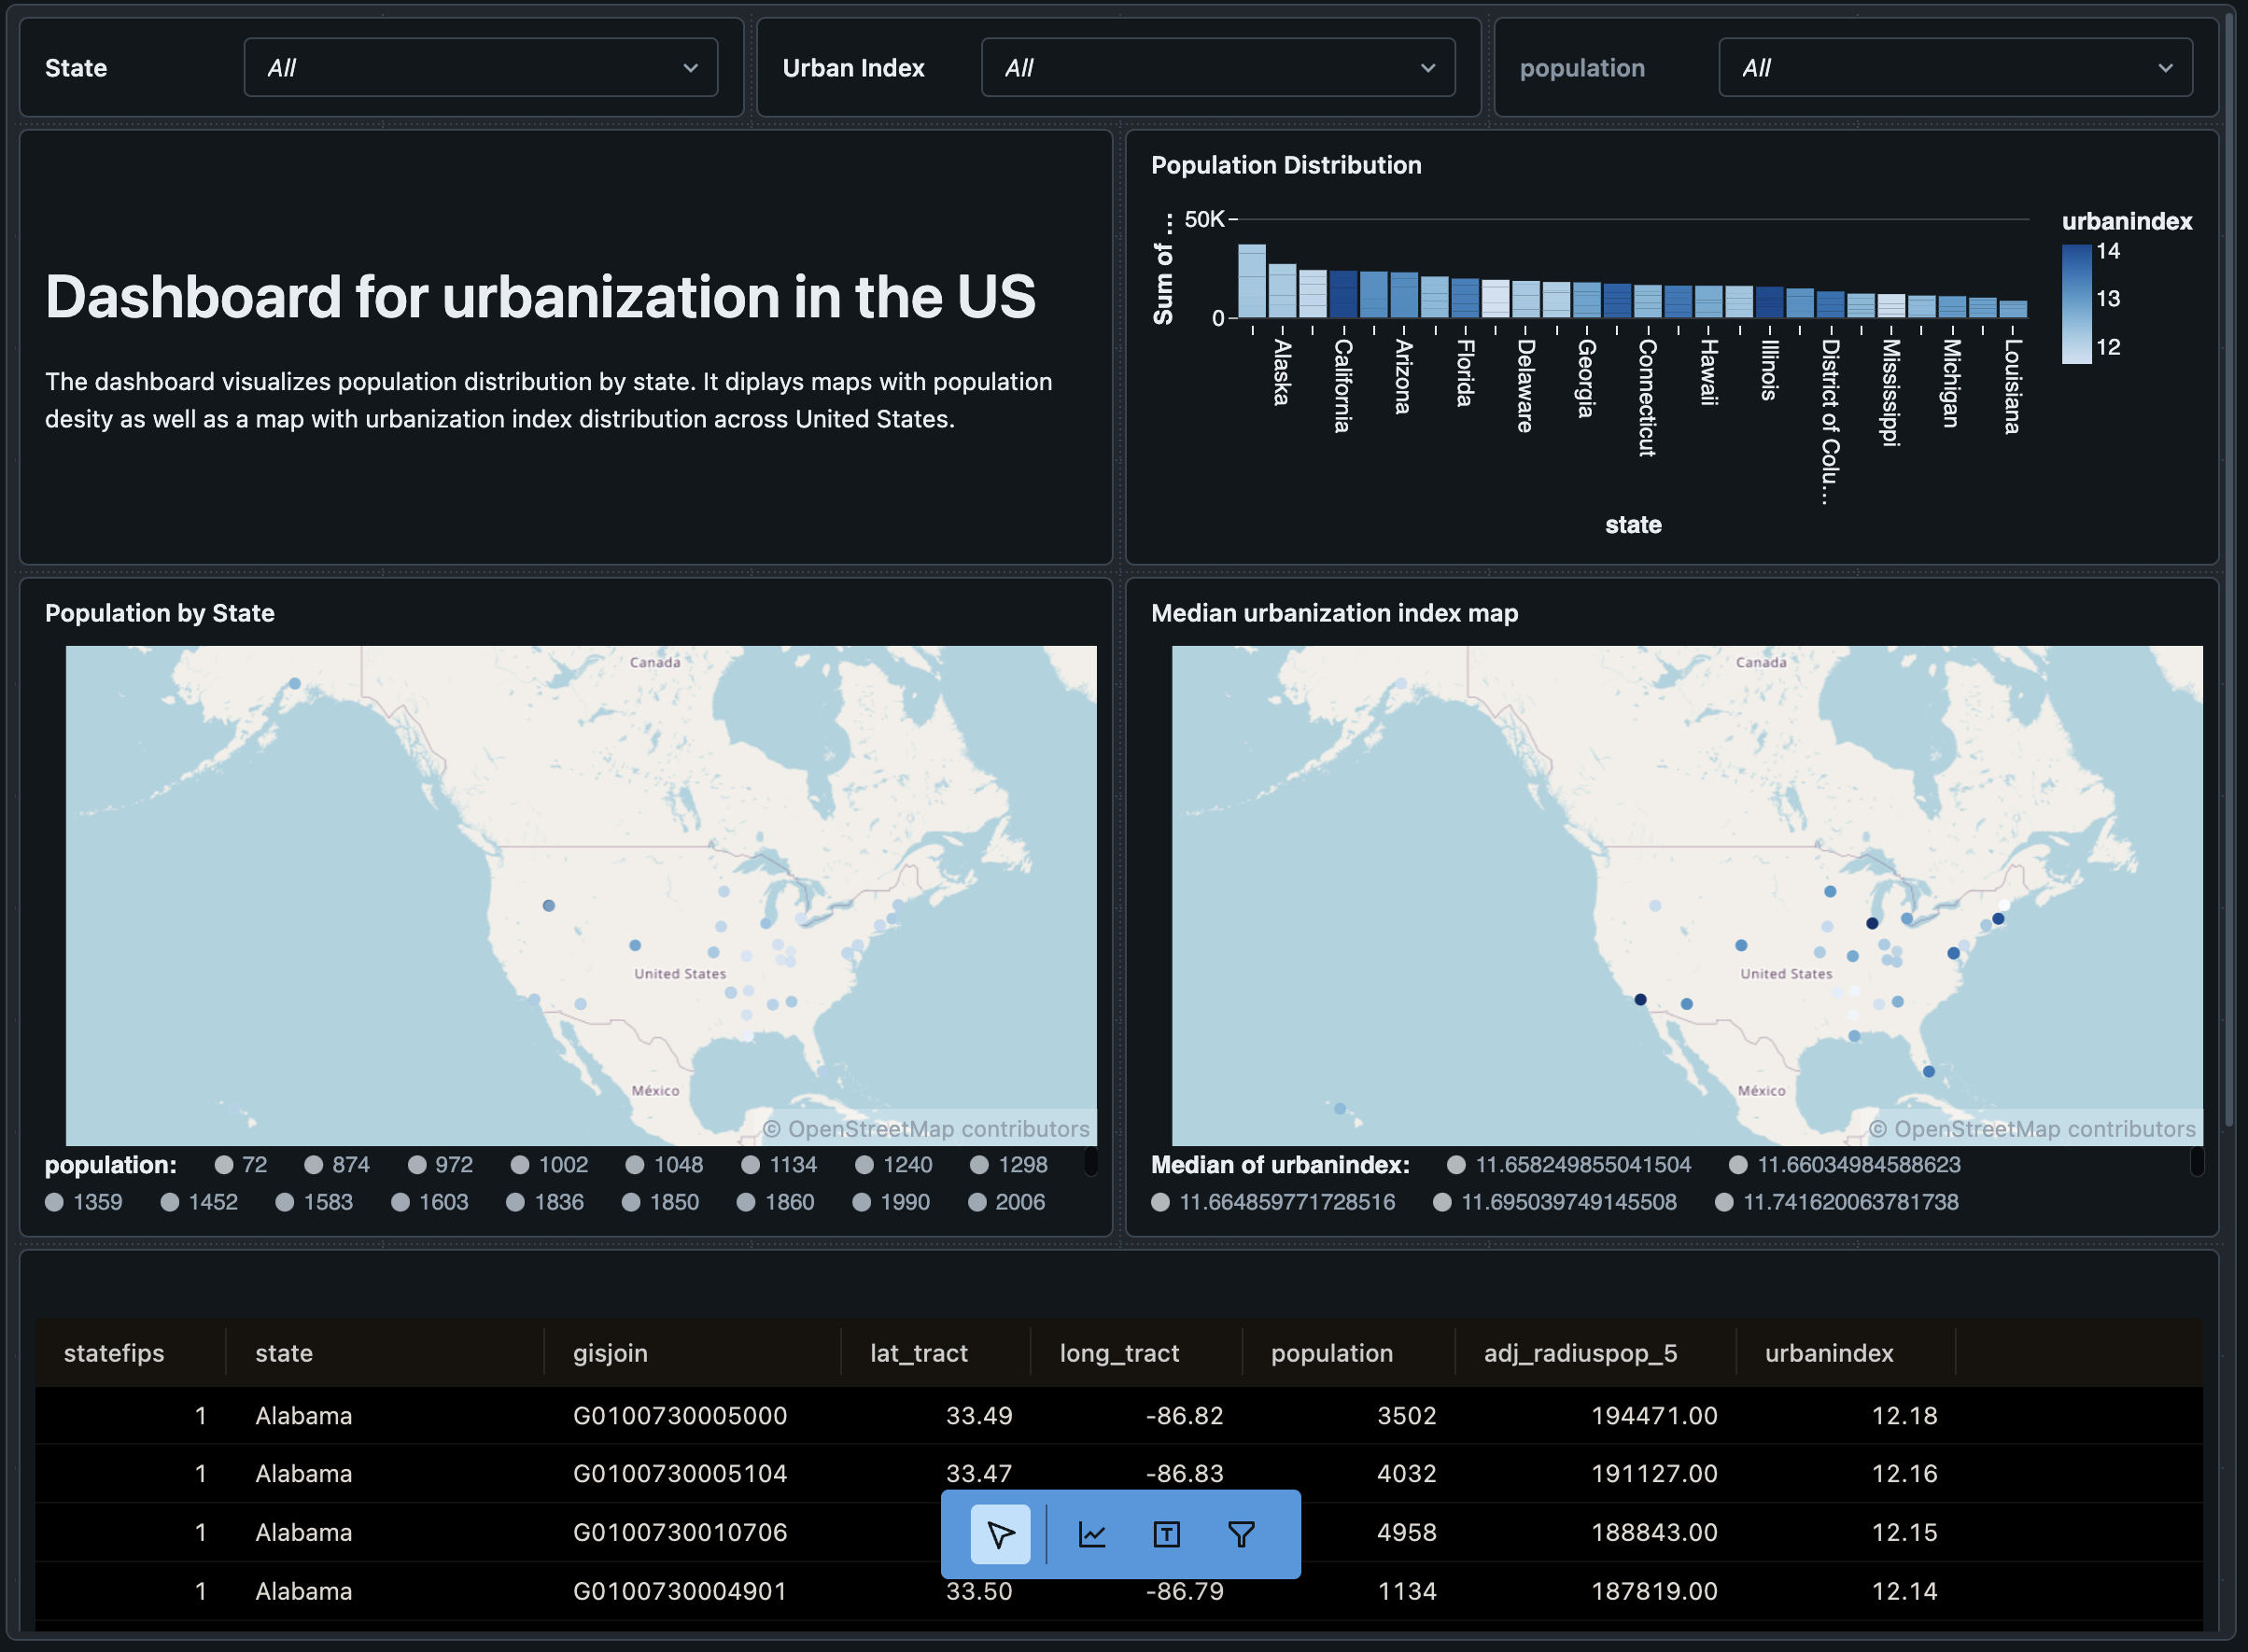 State All Urban Index All population All
Dashboard for urbanization in the US
The dashboard visualizes population distribution by state. It diplays maps with population
desity as well as a map with urbanization index distribution across United States.
Population Distribution
Sum of ...
50K
0
Alaska
California
Arizona
Florida
Delaware
Georgia
Connecticut
Hawaii
Illinois
District of Colu...
Mississippi
Michigan
Louisiana
state
urbanindex
14
13
12
Population by State
Canada
United States
México
© OpenStreetMap contributors
population: 72 874 972 1002 1048 1134 1240 1298
1359 1452 1583 1603 1836 1850 1860 1990 2006
Median urbanization index map
Canada
United States
México
© OpenStreetMap contributors
Median of urbanindex: 11.658249855041504 11.66034984588623
11.664859771728516 11.695039749145508 11.741620063781738
statefips state gisjoin lat_tract long_tract population adj_radiuspop_5 urbanindex
1 Alabama G0100730005000 33.49 -86.82 3502 194471.00 12.18
1 Alabama G0100730005104 33.47 -86.83 4032 191127.00 12.16
1 Alabama G0100730010706 4958 188843.00 12.15
1 Alabama G0100730004901 33.50 -86.79 1134 187819.00 12.14